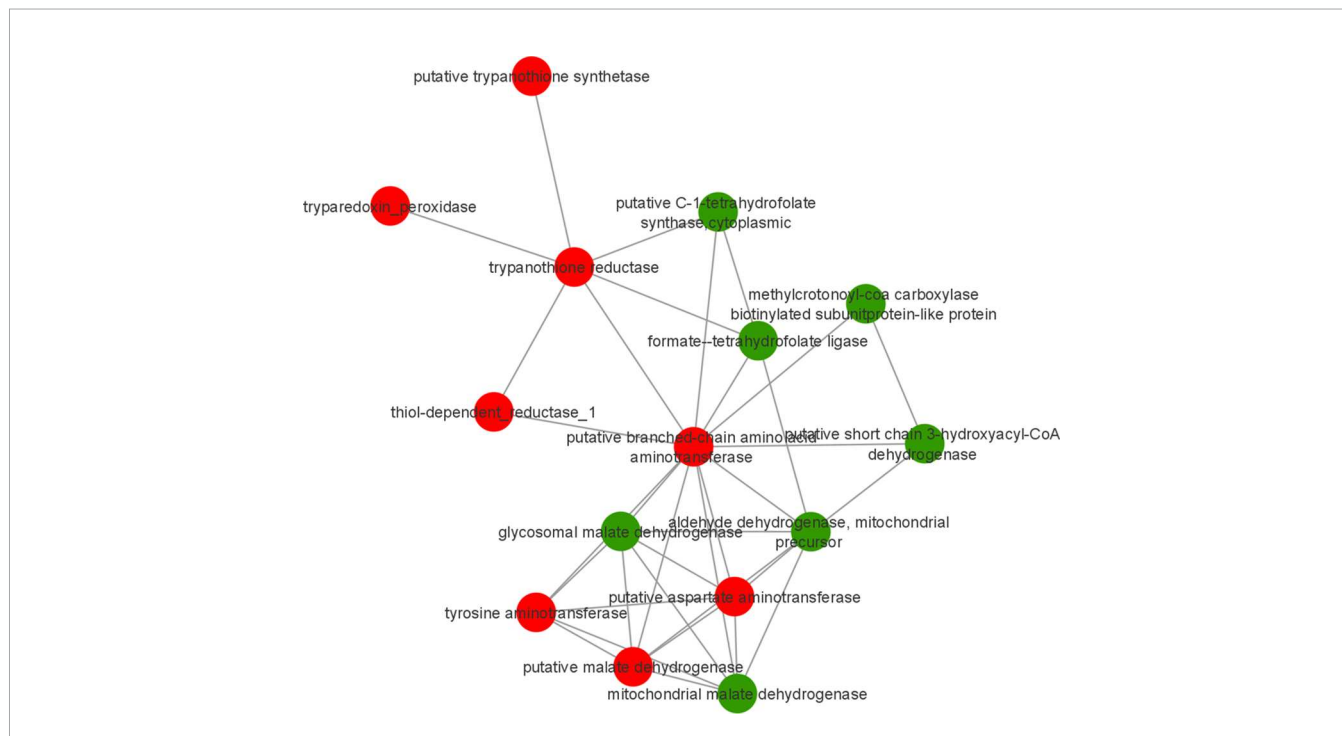 putative trypanothione synthetase
tryparedoxin_peroxidase
putative C-1-tetrahydrofolate
synthase,cytoplasmic
trypanothione reductase
methylcrotonoyl-coa carboxylase
biotinylated subunitprotein-like protein
formate--tetrahydrofolate ligase
thiol-dependent_reductase_1
putative branched-chain amino acid
aminotransferase
putative short chain 3-hydroxyacyl-CoA
dehydrogenase
glycosomal malate dehydrogenase
aldehyde dehydrogenase, mitochondrial
precursor
putative aspartate aminotransferase
tyrosine aminotransferase
putative malate dehydrogenase
mitochondrial malate dehydrogenase